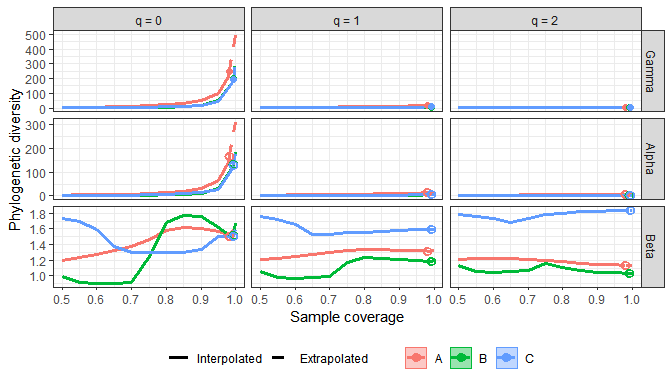 q = 0 q = 1 q = 2
500
400
300
200
100
0
Gamma
300
200
100
0
Alpha
1.8
1.6
1.4
1.2
1.0
Beta
Phylogenetic diversity
0.5 0.6 0.7 0.8 0.9 1.0 0.5 0.6 0.7 0.8 0.9 1.0 0.5 0.6 0.7 0.8 0.9 1.0
Sample coverage
Interpolated Extrapolated A B C